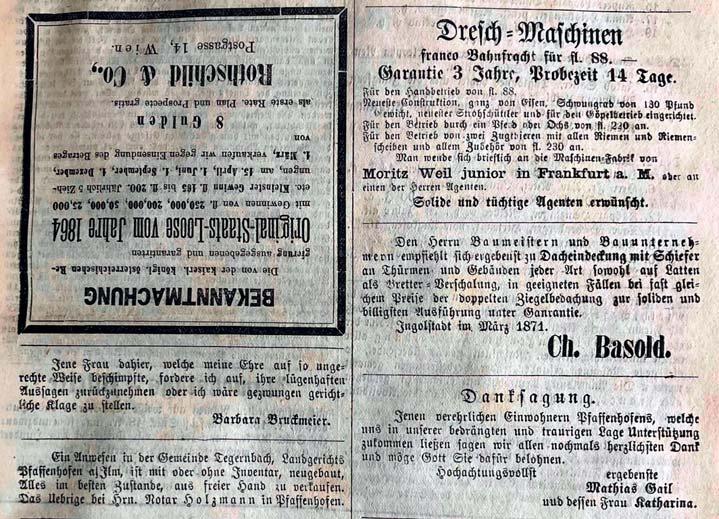 BEKANNTMACHUNG
Die von der kaiserl. königl. österreichischen Re-
gierung ausgegebenen und garantirten
Original-Staats-Loose vom Jahre 1864
mit Gewinnen von fl. 250,000, 200,000, 50,000, 25,000
etc. kleinster Gewinn fl. 165 bis fl. 200. Jährlich 5 Zieh-
ungen, am 15. April, 1. Juni, 1. September, 1. Dezember,
1. März, verkaufen wir gegen Einsendung des Betrages
von
8 Gulden
als erste Rate. Plan und Prospecte gratis.
Rothschild & Co.,
Postgasse 14, Wien.
Jene Frau dahier, welche meine Ehre auf so unge-
rechte Weise beschimpfte, fordere ich auf, ihre lügenhaften
Aussagen zurückzunehmen oder ich wäre gezwungen gericht-
liche Klage zu stellen.
Barbara Bruckmeier.
Ein Anwesen in der Gemeinde Tegernbach, Landgerichts
Pfaffenhofen a/Ilm, ist mit oder ohne Inventar, neugebaut,
Alles im besten Zustande, aus freier Hand zu verkaufen.
Das Uebrige bei Hrn. Notar Holzmann in Pfaffenhofen.
Dresch-Maschinen
franco Bahnfracht für fl. 88. —
Garantie 3 Jahre, Probezeit 14 Tage.
Für den Handbetrieb von fl. 88.
Neueste Construktion, ganz von Eisen, Schwungrad von 130 Pfund
Gewicht, neuester Strohschüttler und für den Göpelbetrieb eingerichtet.
Für den Betrieb durch ein Pferd oder Ochs von fl. 210 an.
Für den Betrieb von zwei Zugthieren mit allen Riemen und Riemen-
scheiben und allem Zubehör von fl. 230 an.
Man wende sich brieflich an die Maschinen-Fabrik von
Moritz Weil junior in Frankfurt a. M. oder an
einen der Herren Agenten.
Solide und tüchtige Agenten erwünscht.
Den Herrn Baumeistern und Bauunterneh-
mern empfiehlt sich ergebenst zu Dacheindeckung mit Schiefer
an Thürmen und Gebäuden jeder Art sowohl auf Latten
als Bretter-Verschalung, in geeigneten Fällen bei fast glei-
chem Preise der doppelten Ziegelbedachung zur soliden und
billigsten Ausführung unter Ganrantie.
Ingolstadt im März 1871.
Ch. Basold.
Danksagung.
Jenen verehrlichen Einwohnern Pfaffenhofens, welche
uns in unserer bedrängten und traurigen Lage Unterstützung
zukommen ließen sagen wir allen nochmals herzlichsten Dank
und möge Gott Sie dafür belohnen.
Hochachtungsvollst
ergebenste
Mathias Gail
und dessen Frau Katharina.